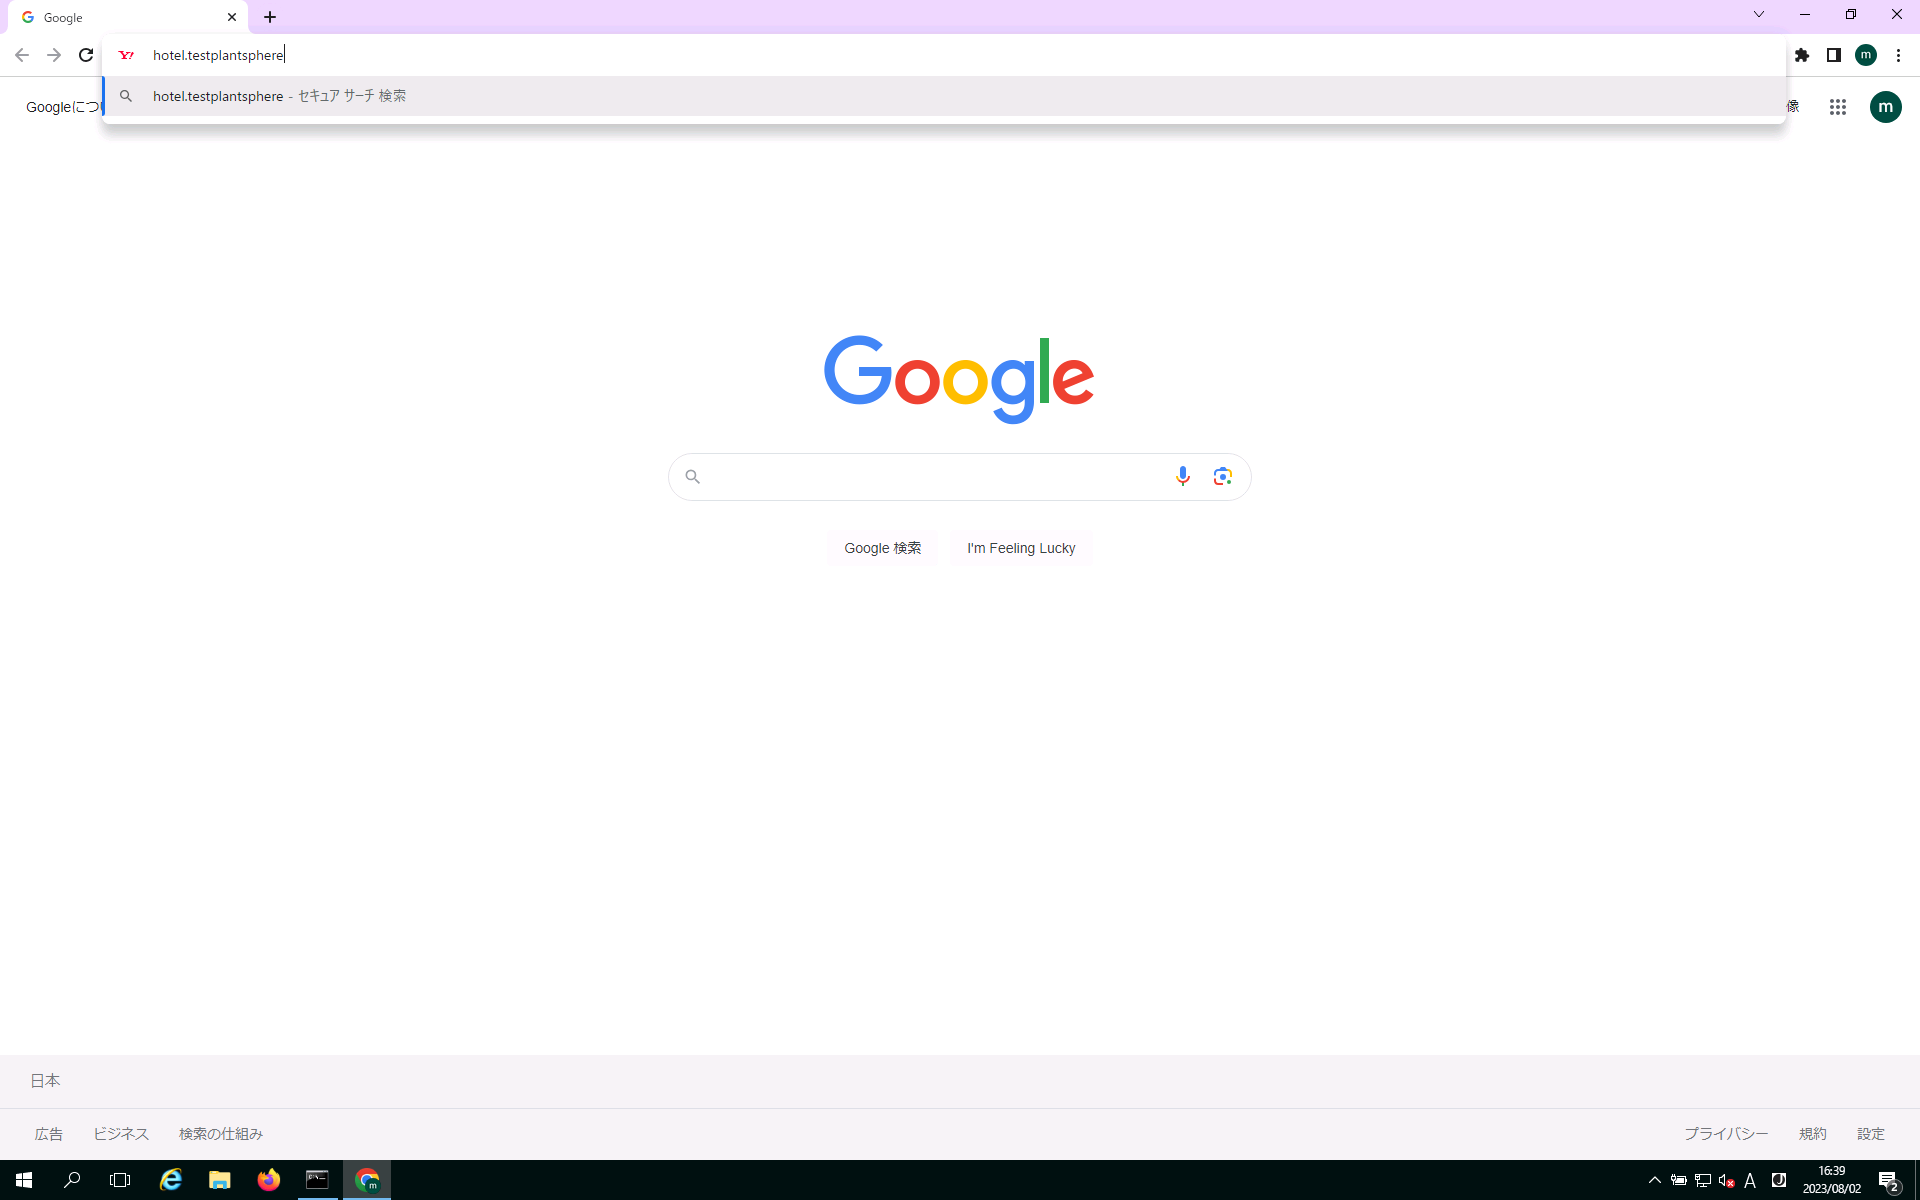 Google
hotel.testplantsphere
hotel.testplantsphere - セキュア サーチ 検索
m
Googleにつ
像
m
Google
Google 検索
I'm Feeling Lucky
日本
広告 ビジネス 検索の仕組み
プライバシー 規約 設定
m
A
16:39
2023/08/02
2